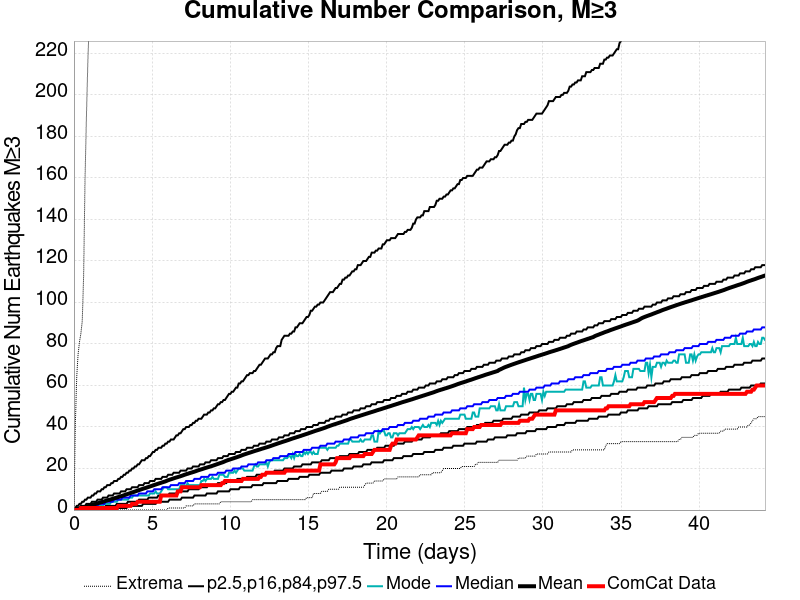 Cumulative Number Comparison, M≥3
Cumulative Num Earthquakes M≥3
220
200
180
160
140
120
100
80
60
40
20
0
0 5 10 15 20 25 30 35 40
Time (days)
Extrema p2.5,p16,p84,p97.5 Mode Median Mean ComCat Data